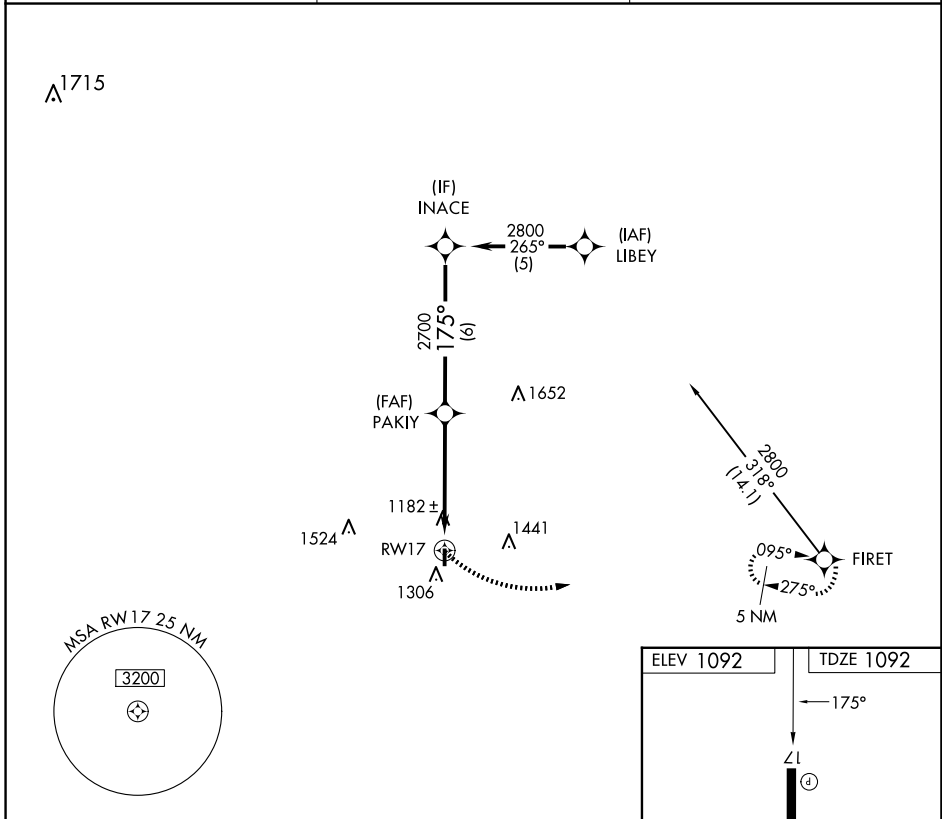 1715
(IF)
INACE
2800
265°
(5)
(IAF)
LIBEY
2700
175°
(6)
(FAF)
PAKIY
1652
2800
318°
(14.1)
1182 ±
1524
1441
RW17
1306
095°
FIRET
275°
5 NM
MSA RW17 25 NM
3200
ELEV 1092
TDZE 1092
175°
17
P